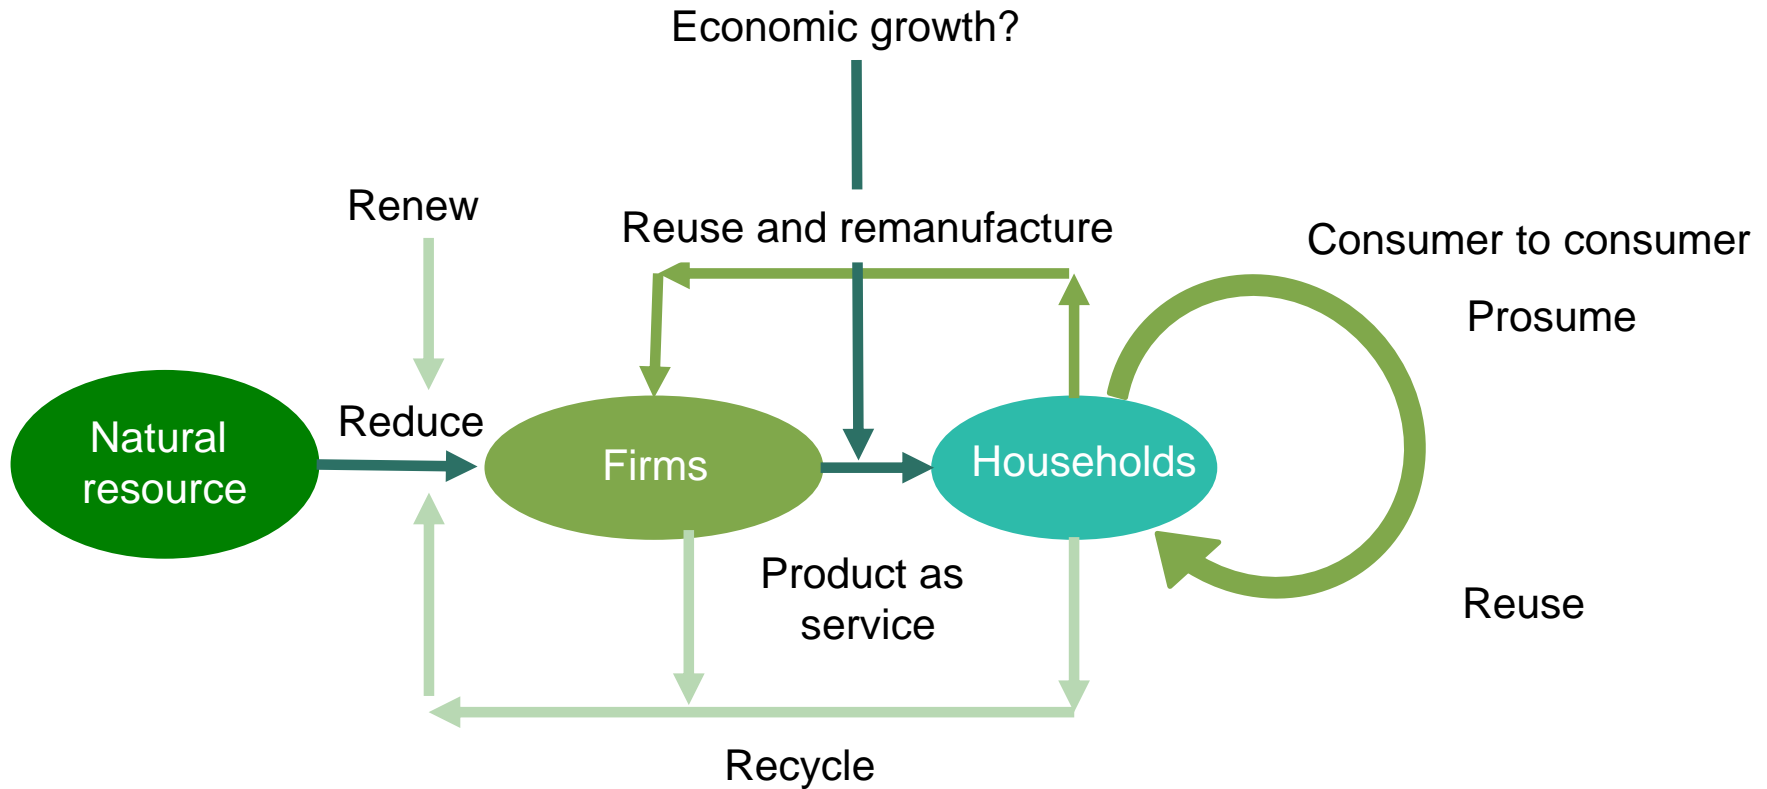 Economic growth?
Renew
Reuse and remanufacture
Consumer to consumer
Prosume
Reduce
Natural
resource
Firms
Households
Product as
service
Reuse
Recycle